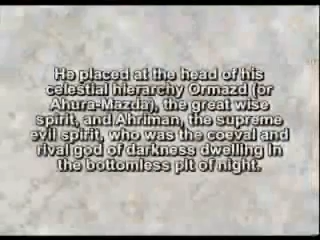 He placed at the head of his
celestial hierarchy Ormazd (or
Ahura-Mazda), the great wise
spirit, and Ahriman, the supreme
evil spirit, who was the coeval and
rival god of darkness dwelling in
the bottomless pit of night.